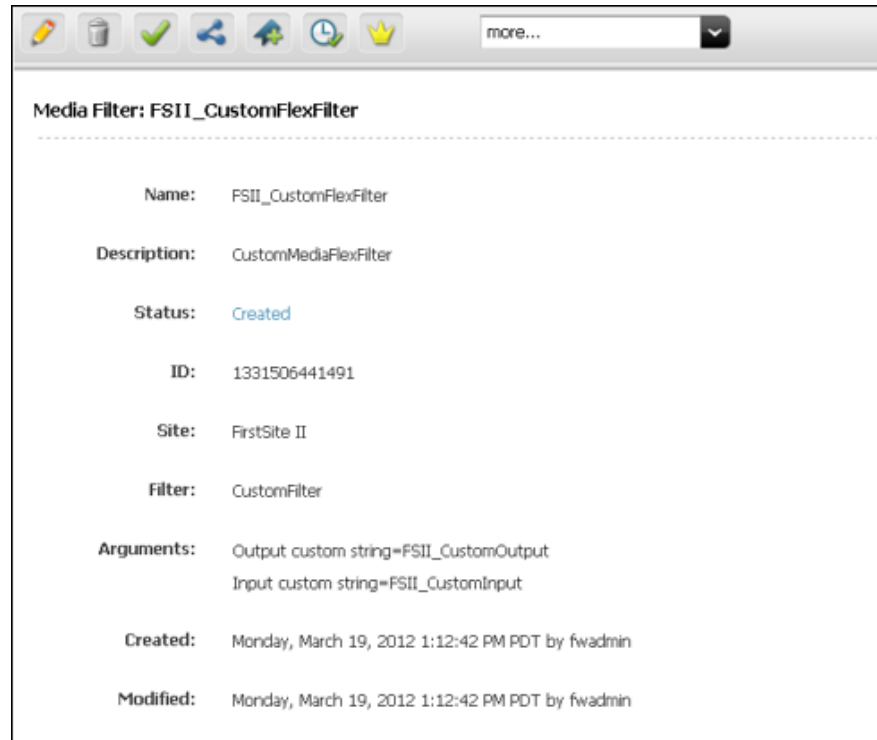 more...
Media Filter: FSII_CustomFlexFilter
Name: FSII_CustomFlexFilter
Description: CustomMediaFlexFilter
Status: Created
ID: 1331506441491
Site: FirstSite II
Filter: CustomFilter
Arguments: Output custom string=FSII_CustomOutput
Input custom string=FSII_CustomInput
Created: Monday, March 19, 2012 1:12:42 PM PDT by fwadmin
Modified: Monday, March 19, 2012 1:12:42 PM PDT by fwadmin